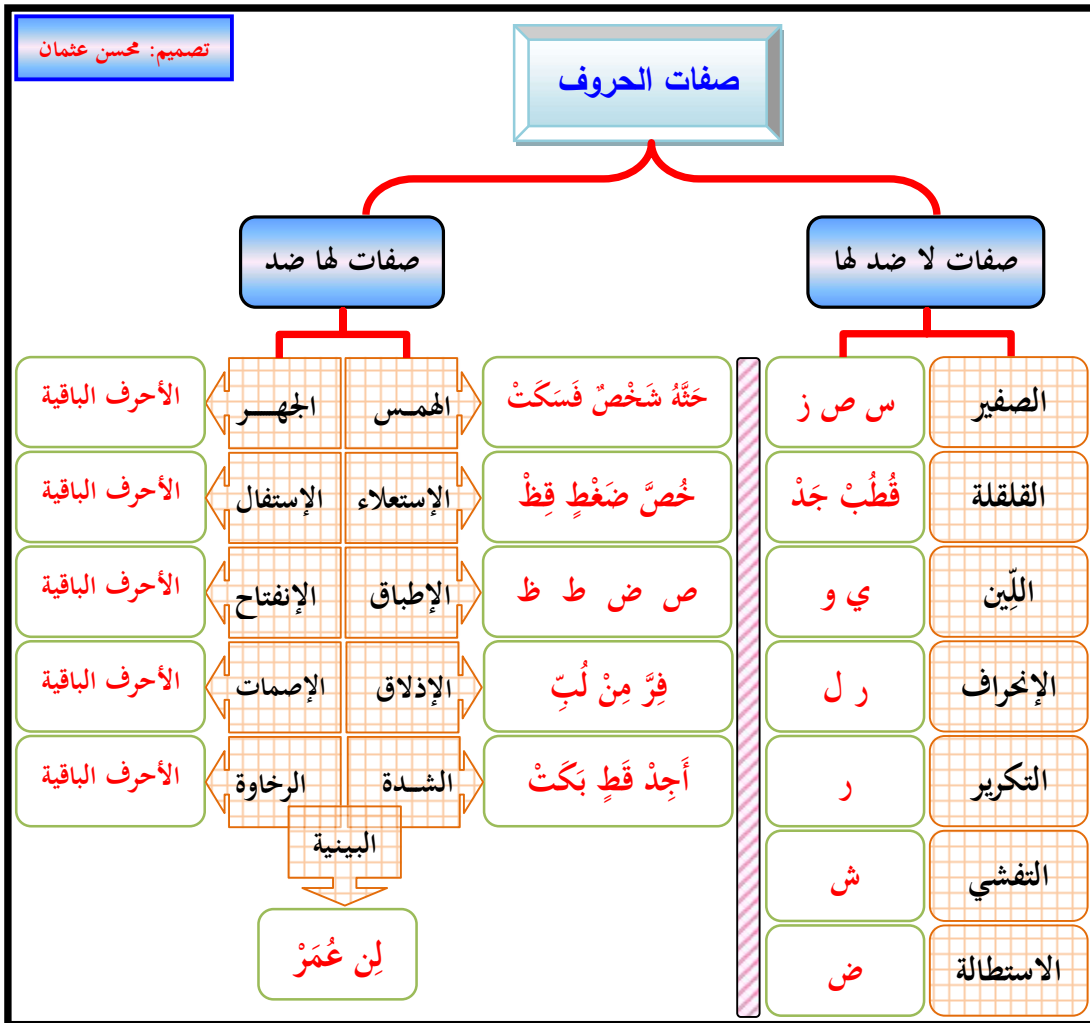 تصميم: محسن عثمان
صفات الحروف
صفات لا ضد لها
صفات لها ضد
الصفير
س ص ز
القلقلة
قُطُبْ جَدْ
اللِّين
ي و
الإنحراف
ر ل
التكرير
ر
التفشي
ش
الاستطالة
ض
حَثَّهُ شَخْصٌ فَسَكَتْ
الهمـس
الجهـــر
الأحرف الباقية
خُصَّ ضَغْطٍ قِظْ
الإستعلاء
الإستفال
الأحرف الباقية
ص ض ط ظ
الإطباق
الإنفتاح
الأحرف الباقية
فِرَّ مِنْ لُبِّ
الإذلاق
الإصمات
الأحرف الباقية
أَجِدْ قَطٍ بَكَتْ
الشــدة
الرخاوة
الأحرف الباقية
البينية
لِن عُمَرْ